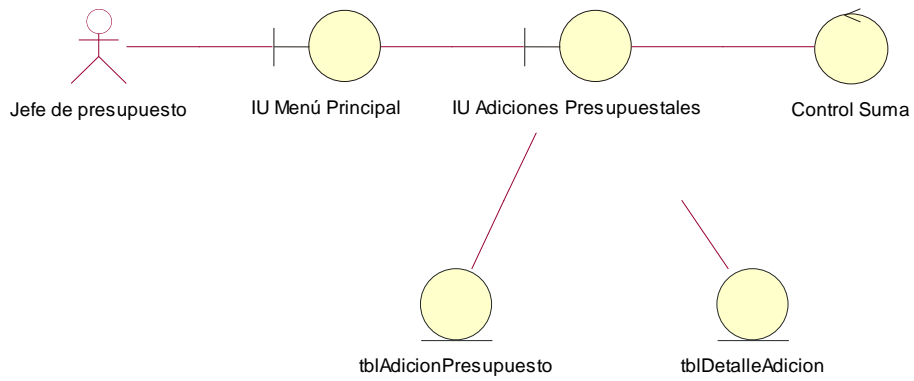 Jefe de presupuesto
IU Menú Principal
IU Adiciones Presupuestales
Control Suma
tblAdicionPresupuesto
tblDetalleAdicion